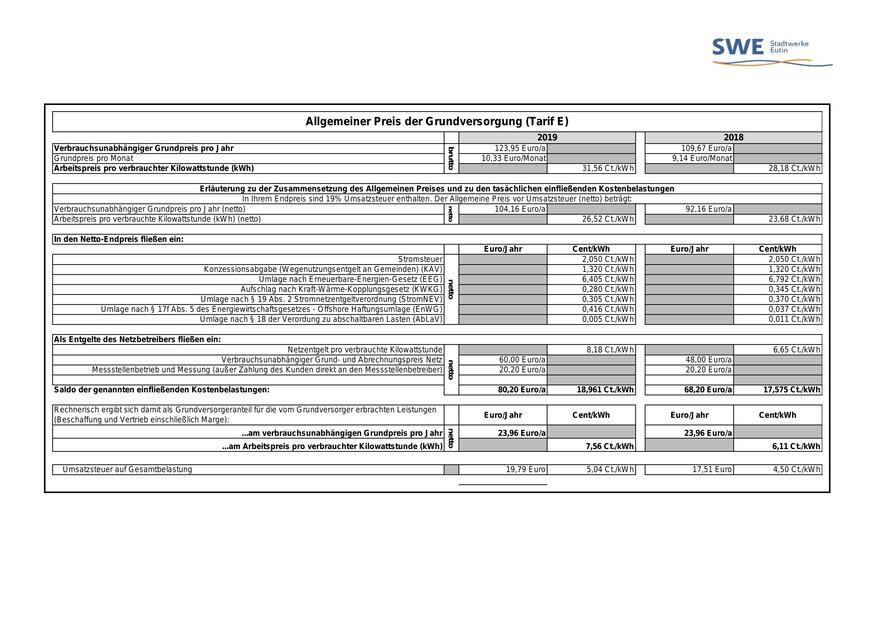 SWE Stadtwerke
Eutin
Allgemeiner Preis der Grundversorgung (Tarif E)
2019 2018
Verbrauchsunabhängiger Grundpreis pro Jahr brutto 123,95 Euro/a 109,67 Euro/a
Grundpreis pro Monat 10,33 Euro/Monat 9,14 Euro/Monat
Arbeitspreis pro verbrauchter Kilowattstunde (kWh) 31,56 Ct./kWh 28,18 Ct./kWh
Erläuterung zu der Zusammensetzung des Allgemeinen Preises und zu den tasächlichen einfließenden Kostenbelastungen
In Ihrem Endpreis sind 19% Umsatzsteuer enthalten. Der Allgemeine Preis vor Umsatzsteuer (netto) beträgt:
Verbrauchsunabhängiger Grundpreis pro Jahr (netto) netto 104,16 Euro/a 92,16 Euro/a
Arbeitspreis pro verbrauchte Kilowattstunde (kWh) (netto) 26,52 Ct./kWh 23,68 Ct./kWh
In den Netto-Endpreis fließen ein:
Euro/Jahr Cent/kWh Euro/Jahr Cent/kWh
Stromsteuer 2,050 Ct./kWh 2,050 Ct./kWh
Konzessionsabgabe (Wegenutzungsentgelt an Gemeinden) (KAV) 1,320 Ct./kWh 1,320 Ct./kWh
Umlage nach Erneuerbare-Energien-Gesetz (EEG) 6,405 Ct./kWh 6,792 Ct./kWh
Aufschlag nach Kraft-Wärme-Kopplungsgesetz (KWKG) netto 0,280 Ct./kWh 0,345 Ct./kWh
Umlage nach § 19 Abs. 2 Stromnetzentgeltverordnung (StromNEV) 0,305 Ct./kWh 0,370 Ct./kWh
Umlage nach § 17f Abs. 5 des Energiewirtschaftsgesetzes - Offshore Haftungsumlage (EnWG) 0,416 Ct./kWh 0,037 Ct./kWh
Umlage nach § 18 der Verordung zu abschaltbaren Lasten (AbLaV) 0,005 Ct./kWh 0,011 Ct./kWh
Als Entgelte des Netzbetreibers fließen ein:
Netzentgelt pro verbrauchte Kilowattstunde 8,18 Ct./kWh 6,65 Ct./kWh
Verbrauchsunabhängiger Grund- und Abrechnungspreis Netz netto 60,00 Euro/a 48,00 Euro/a
Messstellenbetrieb und Messung (außer Zahlung des Kunden direkt an den Messstellenbetreiber) 20,20 Euro/a 20,20 Euro/a
Saldo der genannten einfließenden Kostenbelastungen: 80,20 Euro/a 18,961 Ct./kWh 68,20 Euro/a 17,575 Ct./kWh
Rechnerisch ergibt sich damit als Grundversorgeranteil für die vom Grundversorger erbrachten Leistungen
(Beschaffung und Vertrieb einschließlich Marge): Euro/Jahr Cent/kWh Euro/Jahr Cent/kWh
...am verbrauchsunabhängigen Grundpreis pro Jahr netto 23,96 Euro/a 23,96 Euro/a
...am Arbeitspreis pro verbrauchter Kilowattstunde (kWh) 7,56 Ct./kWh 6,11 Ct./kWh
Umsatzsteuer auf Gesamtbelastung 19,79 Euro 5,04 Ct./kWh 17,51 Euro 4,50 Ct./kWh